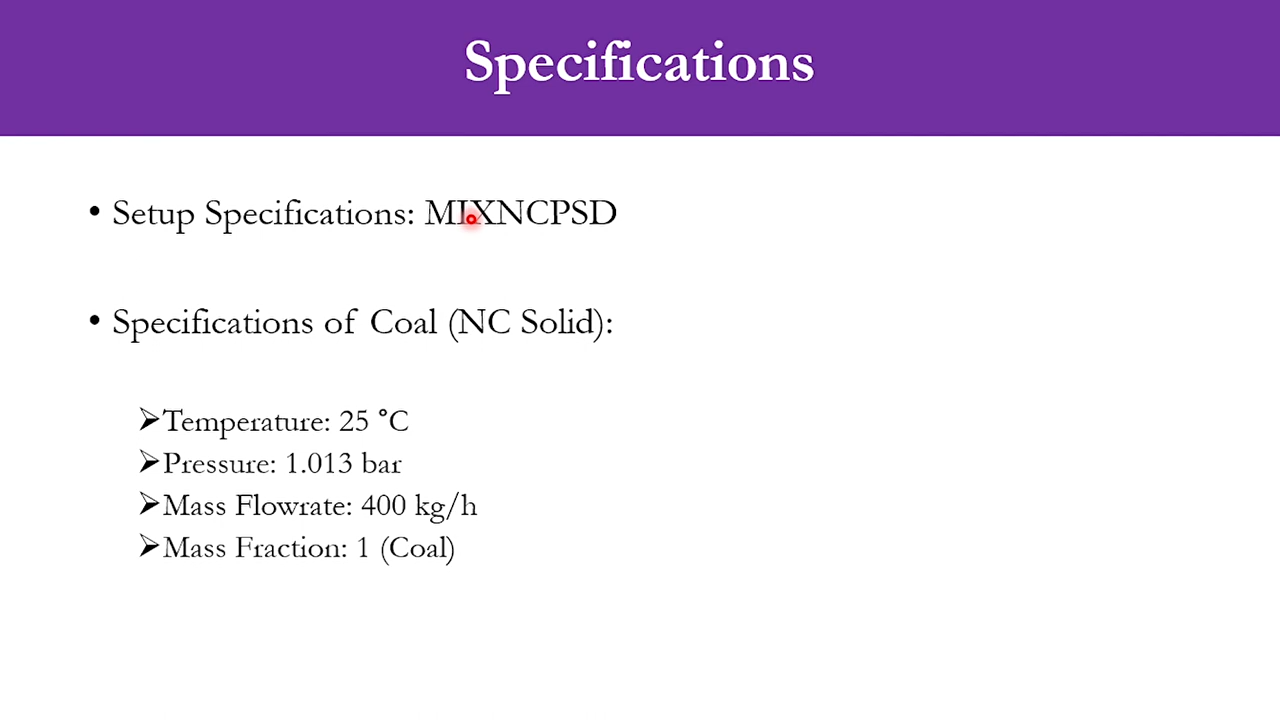 Specifications
• Setup Specifications: MIXNCPSD
• Specifications of Coal (NC Solid):
➢Temperature: 25 °C
➢Pressure: 1.013 bar
➢Mass Flowrate: 400 kg/h
➢Mass Fraction: 1 (Coal)